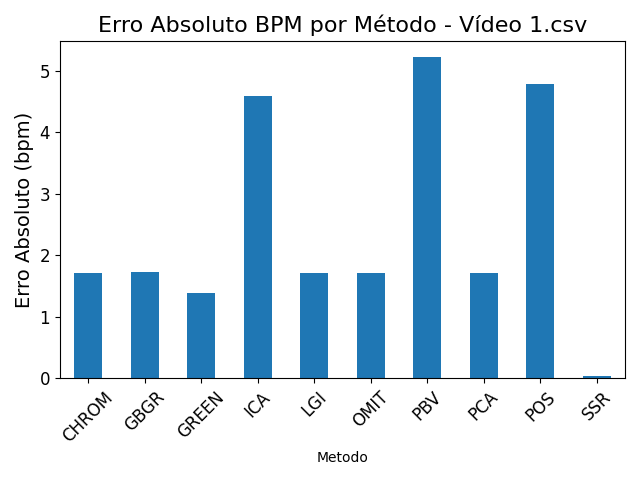 Erro Absoluto BPM por Método - Vídeo 1.csv
Erro Absoluto (bpm)
5
4
3
2
1
0
CHROM
GBGR
GREEN
ICA
LGI
OMIT
PBV
PCA
POS
SSR
Metodo